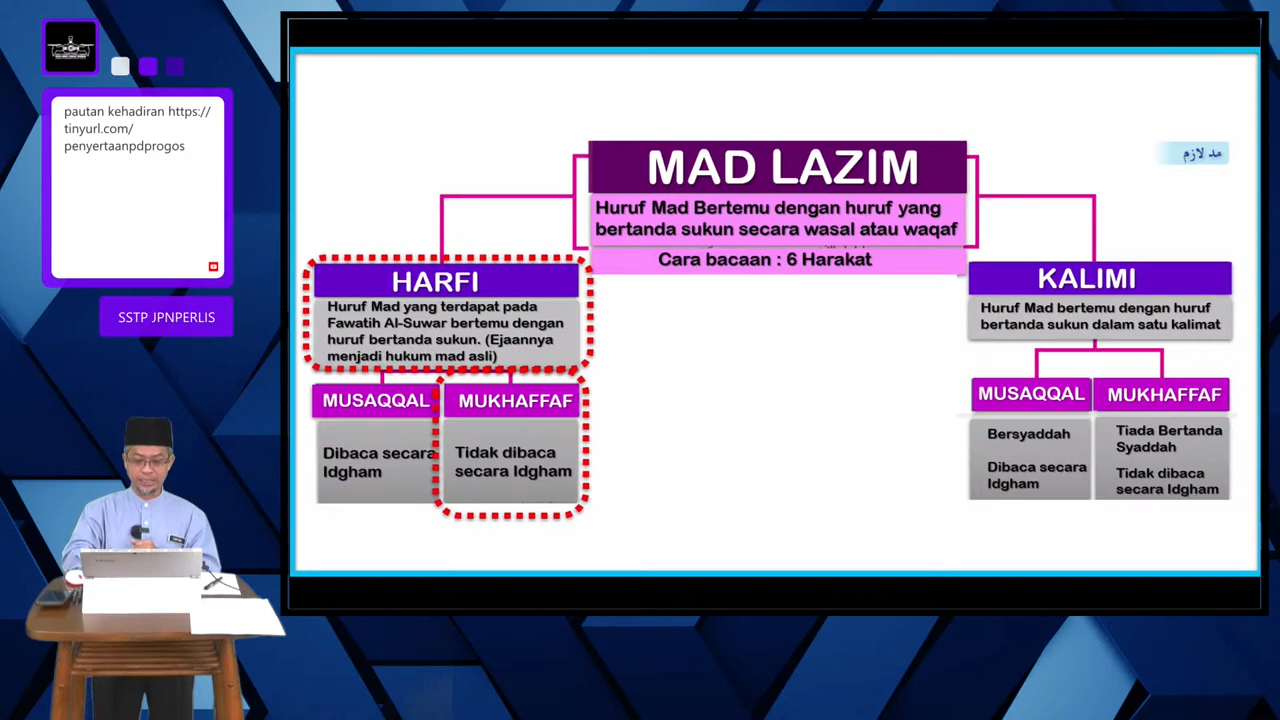 pautan kehadiran https://
tinyurl.com/
penyertaanpdprogos
SSTP JPNPERLIS
مد لازم
MAD LAZIM
Huruf Mad Bertemu dengan huruf yang
bertanda sukun secara wasal atau waqaf
Cara bacaan : 6 Harakat
HARFI
Huruf Mad yang terdapat pada
Fawatih Al-Suwar bertemu dengan
huruf bertanda sukun. (Ejaannya
menjadi hukum mad asli)
MUSAQQAL
Dibaca secara
Idgham
MUKHAFFAF
Tidak dibaca
secara Idgham
KALIMI
Huruf Mad bertemu dengan huruf
bertanda sukun dalam satu kalimat
MUSAQQAL
Bersyaddah
Dibaca secara
Idgham
MUKHAFFAF
Tiada Bertanda
Syaddah
Tidak dibaca
secara Idgham